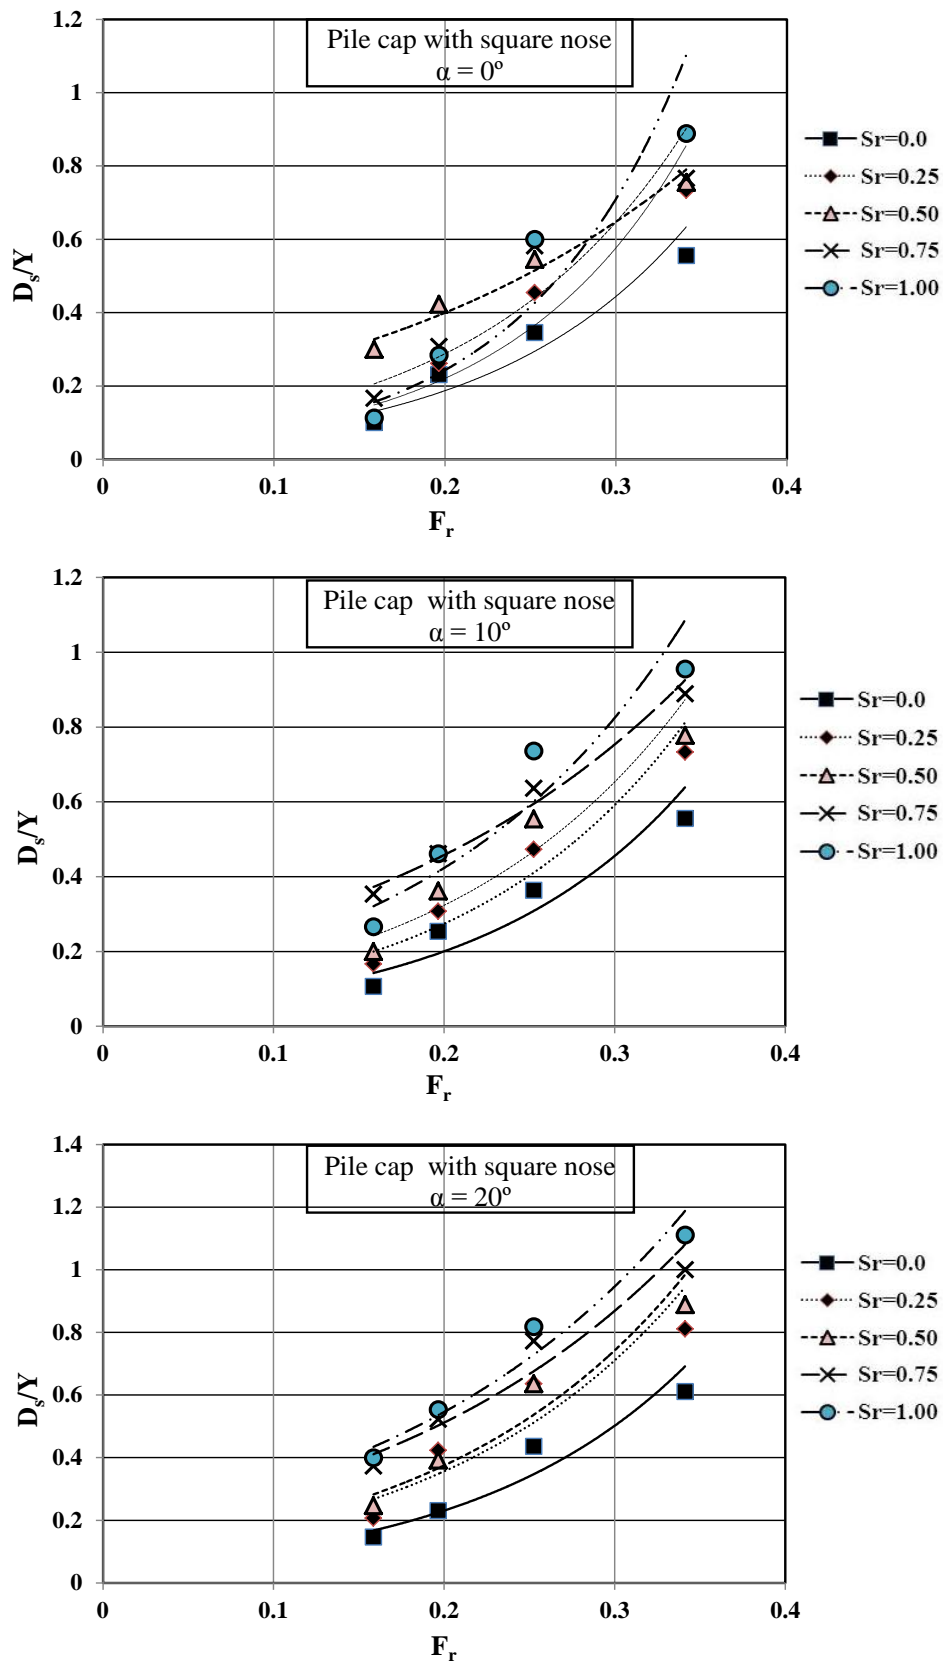 Pile cap with square nose
α = 0º
1.2
1
0.8
0.6
0.4
0.2
0
Ds/Y
0
0.1
0.2
0.3
0.4
Fr
Sr=0.0
Sr=0.25
Sr=0.50
Sr=0.75
Sr=1.00
Pile cap with square nose
α = 10º
1.2
1
0.8
0.6
0.4
0.2
0
Ds/Y
0
0.1
0.2
0.3
0.4
Fr
Sr=0.0
Sr=0.25
Sr=0.50
Sr=0.75
Sr=1.00
Pile cap with square nose
α = 20º
1.4
1.2
1
0.8
0.6
0.4
0.2
0
Ds/Y
0
0.1
0.2
0.3
0.4
Fr
Sr=0.0
Sr=0.25
Sr=0.50
Sr=0.75
Sr=1.00